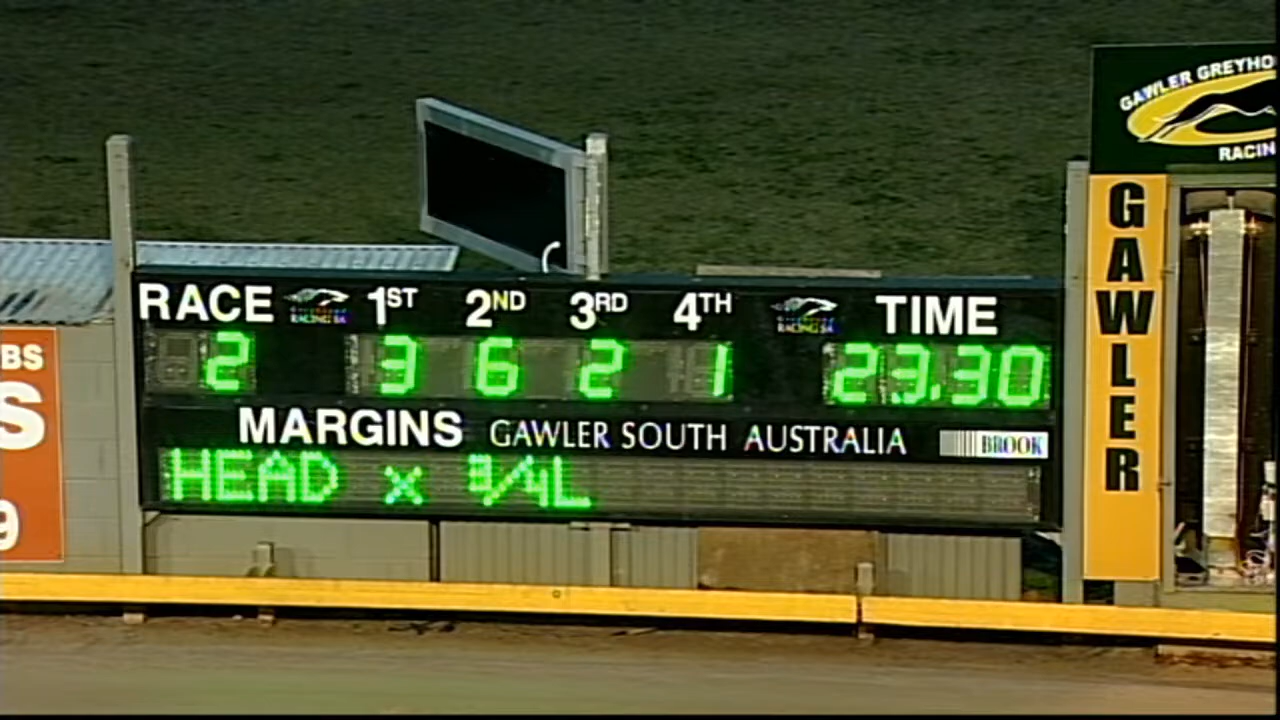 GAWLER GREYHO
RACIN
GAWLER
RACE 1ST 2ND 3RD 4TH TIME
2 3 6 2 1 23.30
MARGINS GAWLER SOUTH AUSTRALIA BROOK
HEAD x 3/4L
BS
S
9